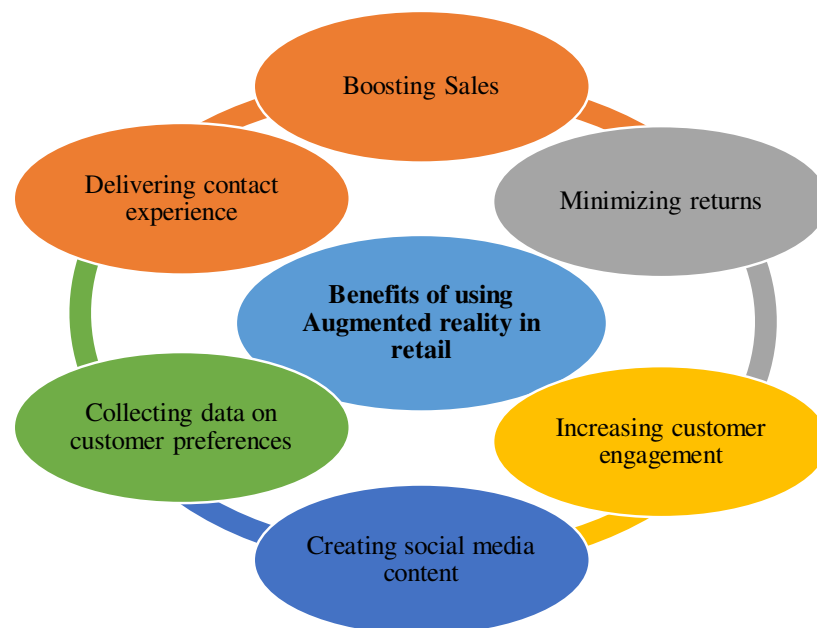 Boosting Sales
Delivering contact
experience
Minimizing returns
Benefits of using
Augmented reality in
retail
Collecting data on
customer preferences
Increasing customer
engagement
Creating social media
content